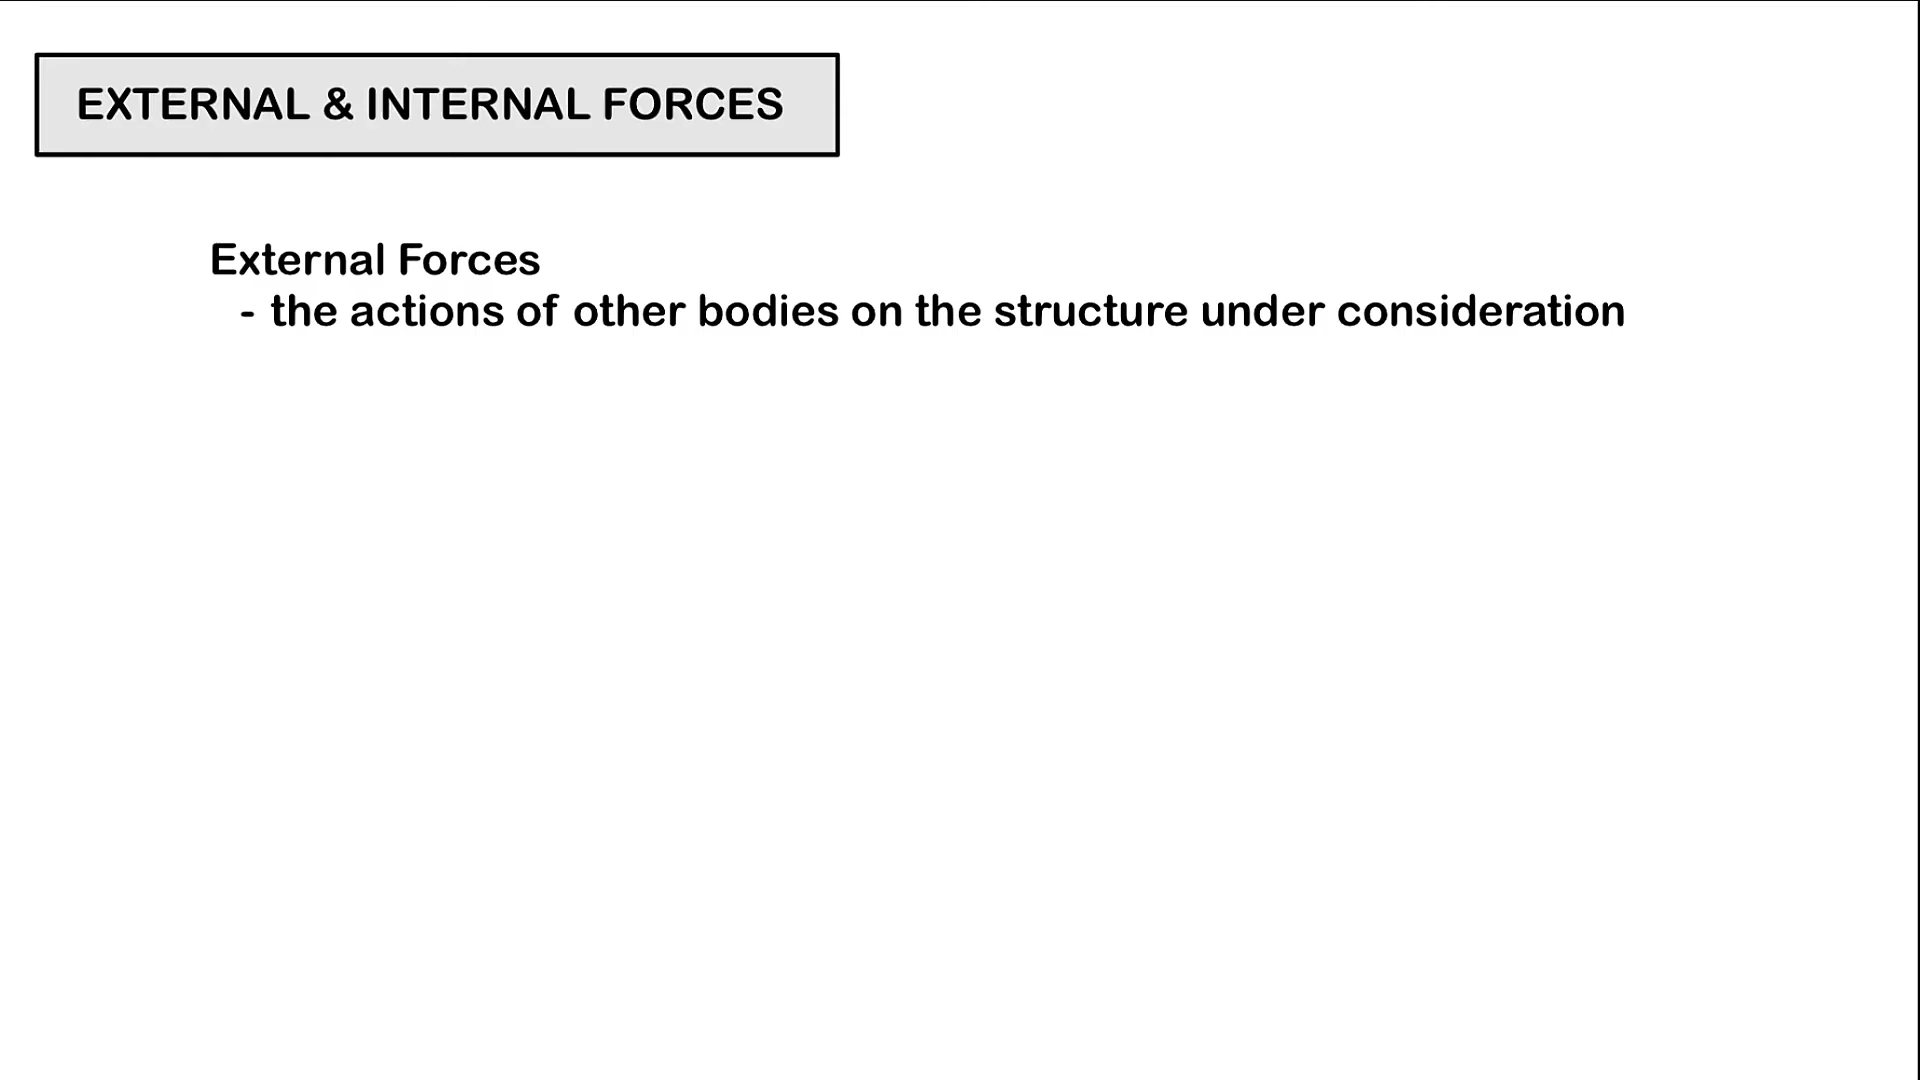 EXTERNAL & INTERNAL FORCES
External Forces
- the actions of other bodies on the structure under consideration